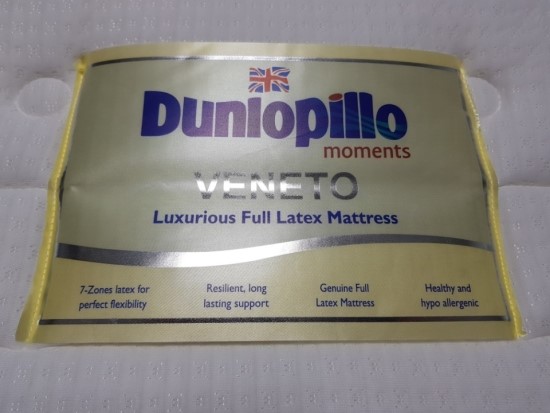 Dunlopillo
moments
VENETO
Luxurious Full Latex Mattress
7-Zones latex for
perfect flexibility
Resilient, long
lasting support
Genuine Full
Latex Mattress
Healthy and
hypo allergenic